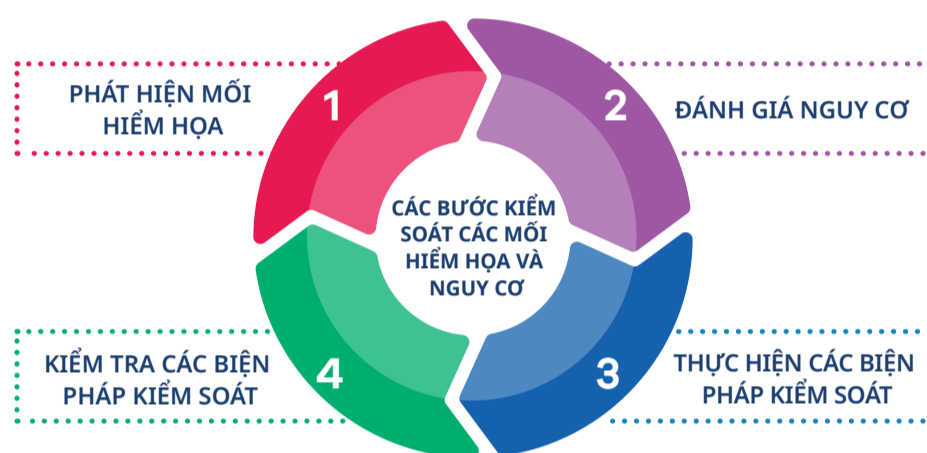 1
PHÁT HIỆN MỐI
HIỂM HỌA
2
ĐÁNH GIÁ NGUY CƠ
CÁC BƯỚC KIỂM
SOÁT CÁC MỐI
HIỂM HỌA VÀ
NGUY CƠ
3
THỰC HIỆN CÁC BIỆN
PHÁP KIỂM SOÁT
4
KIỂM TRA CÁC BIỆN
PHÁP KIỂM SOÁT